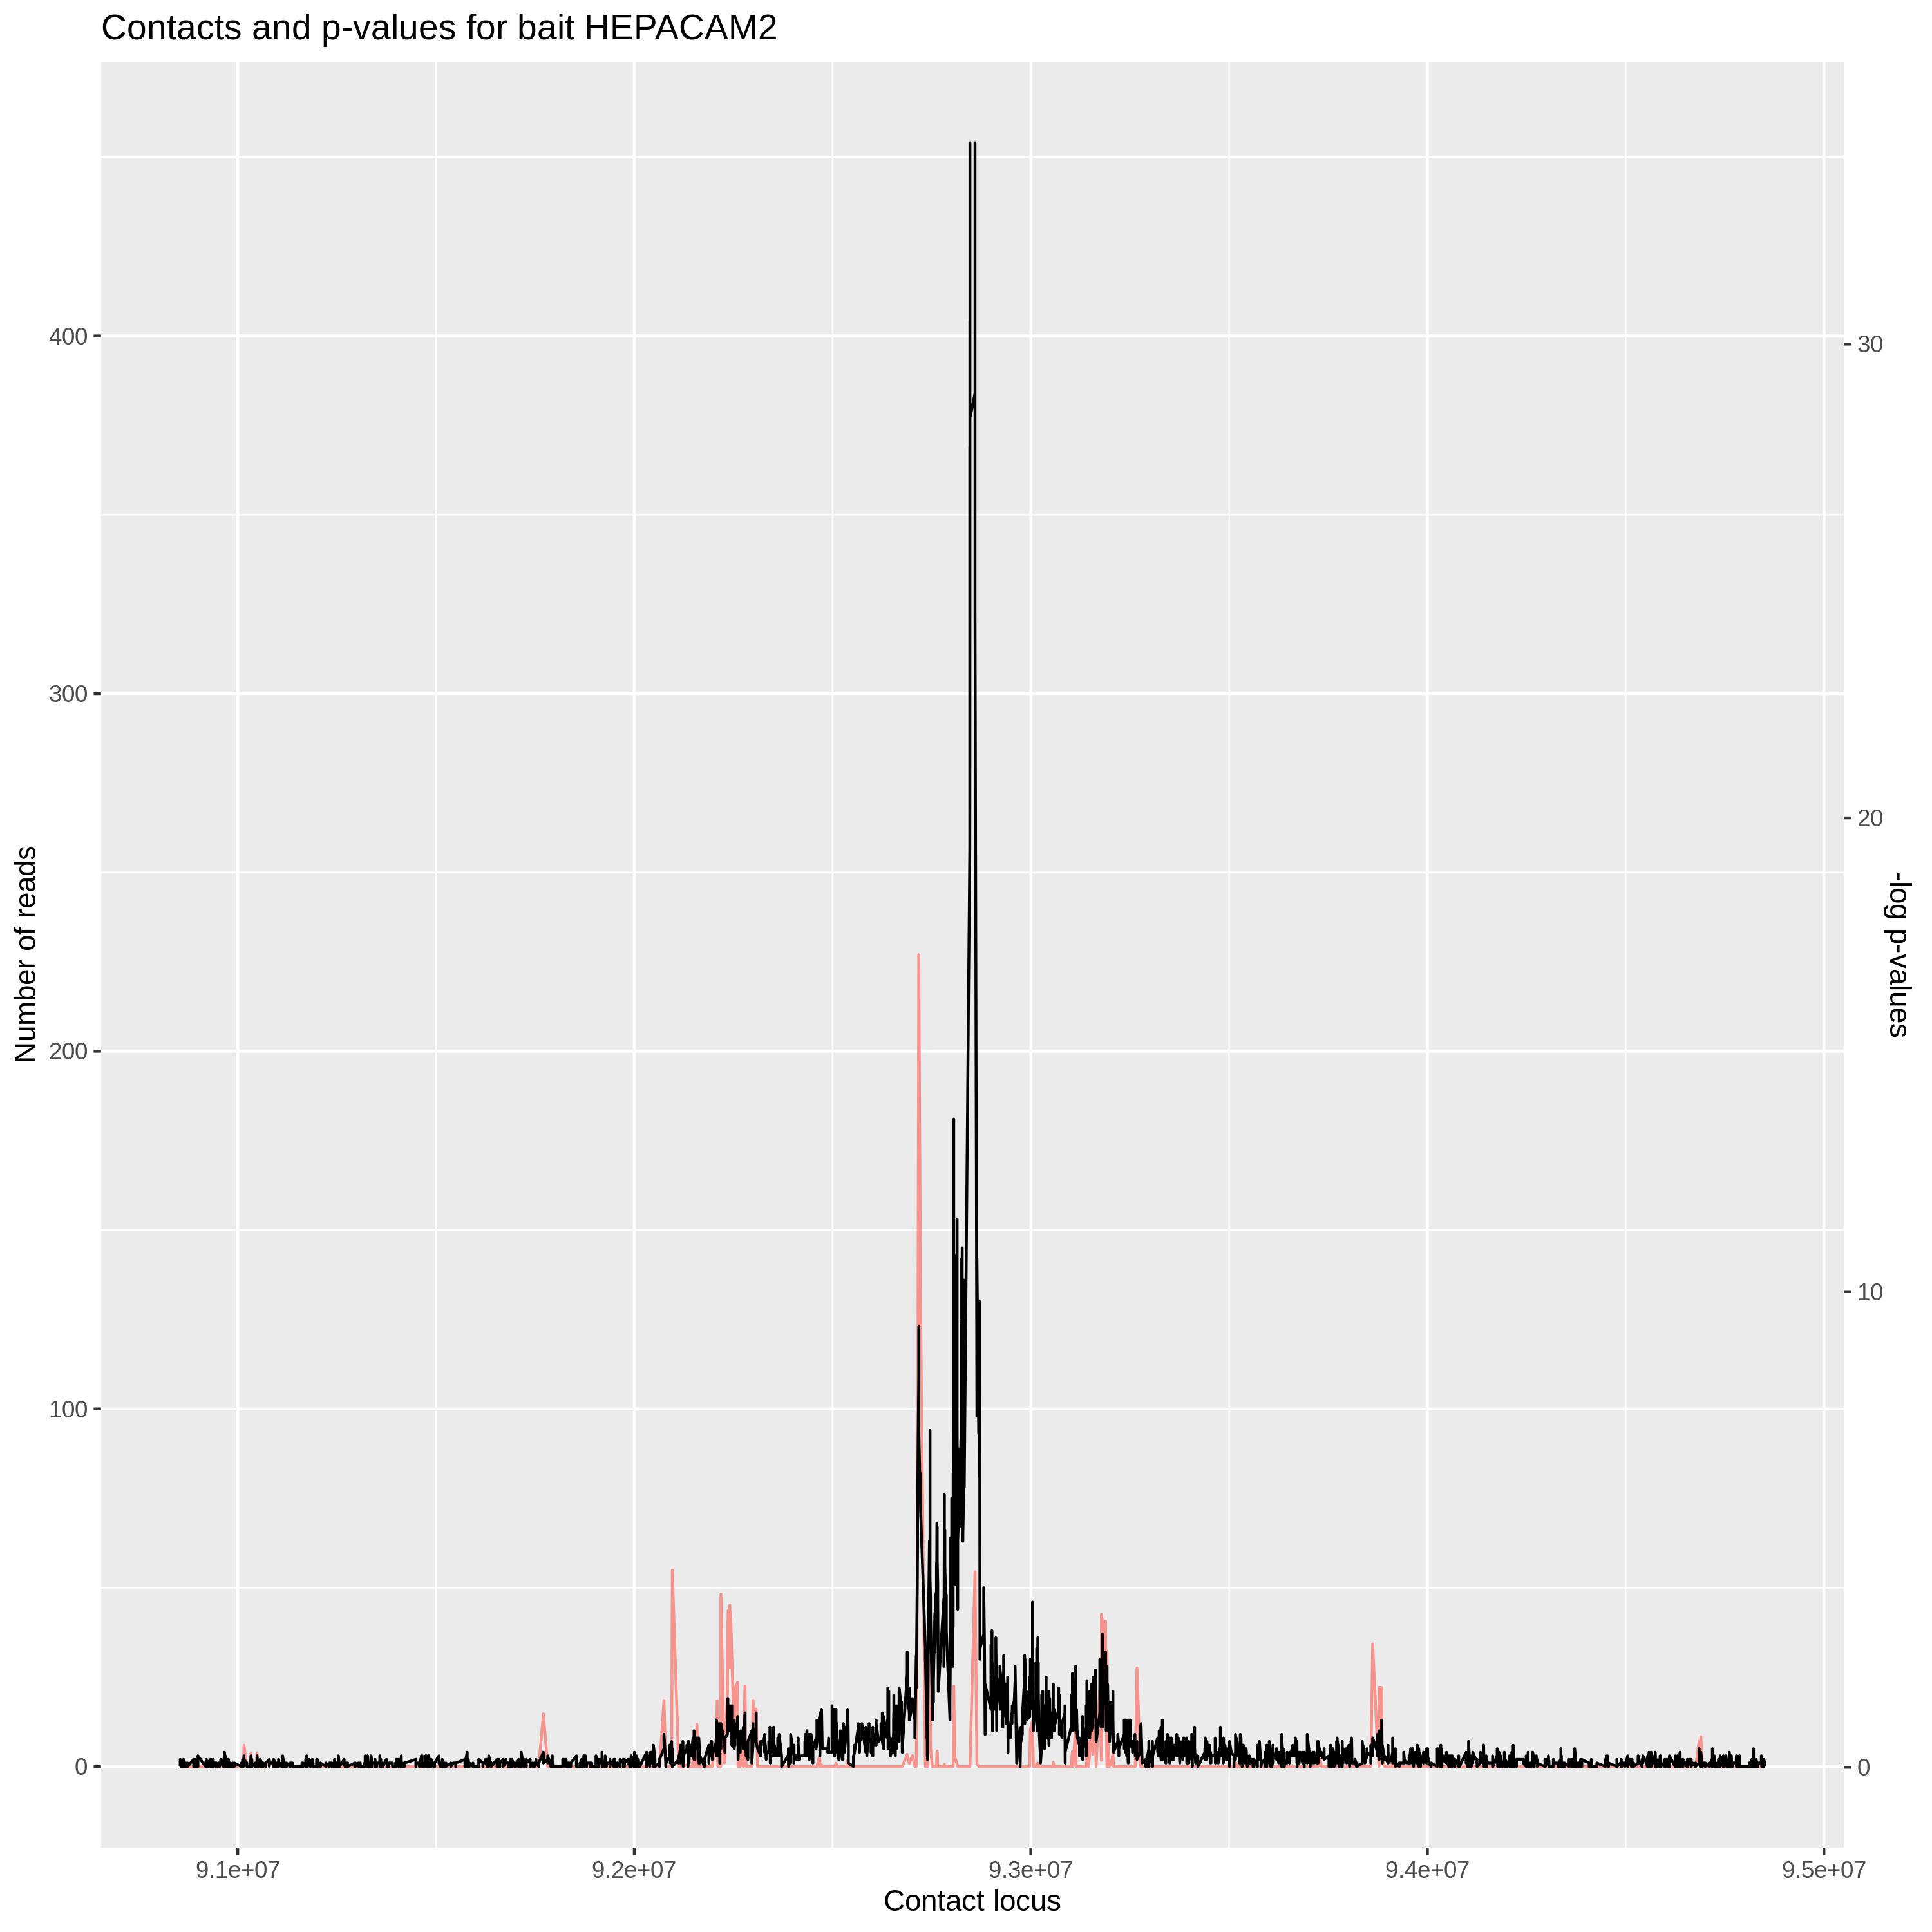 Contacts and p-values for bait HEPACAM2
400
300
200
100
0
Number of reads
30
20
10
0
-log p-values
9.1e+07
9.2e+07
9.3e+07
9.4e+07
9.5e+07
Contact locus